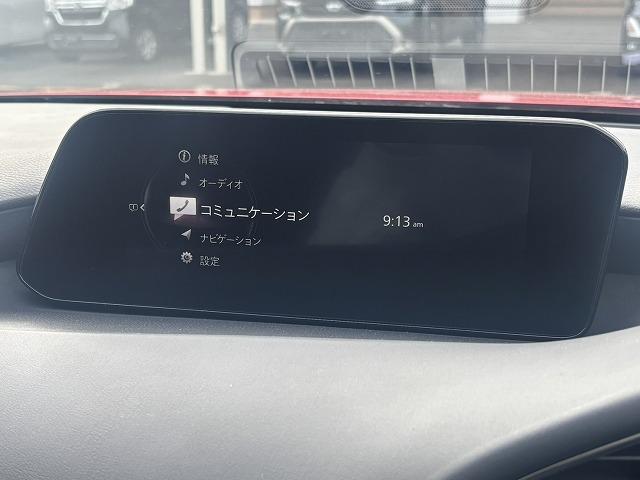 情報
オーディオ
コミュニケーション
9:13 am
ナビゲーション
設定